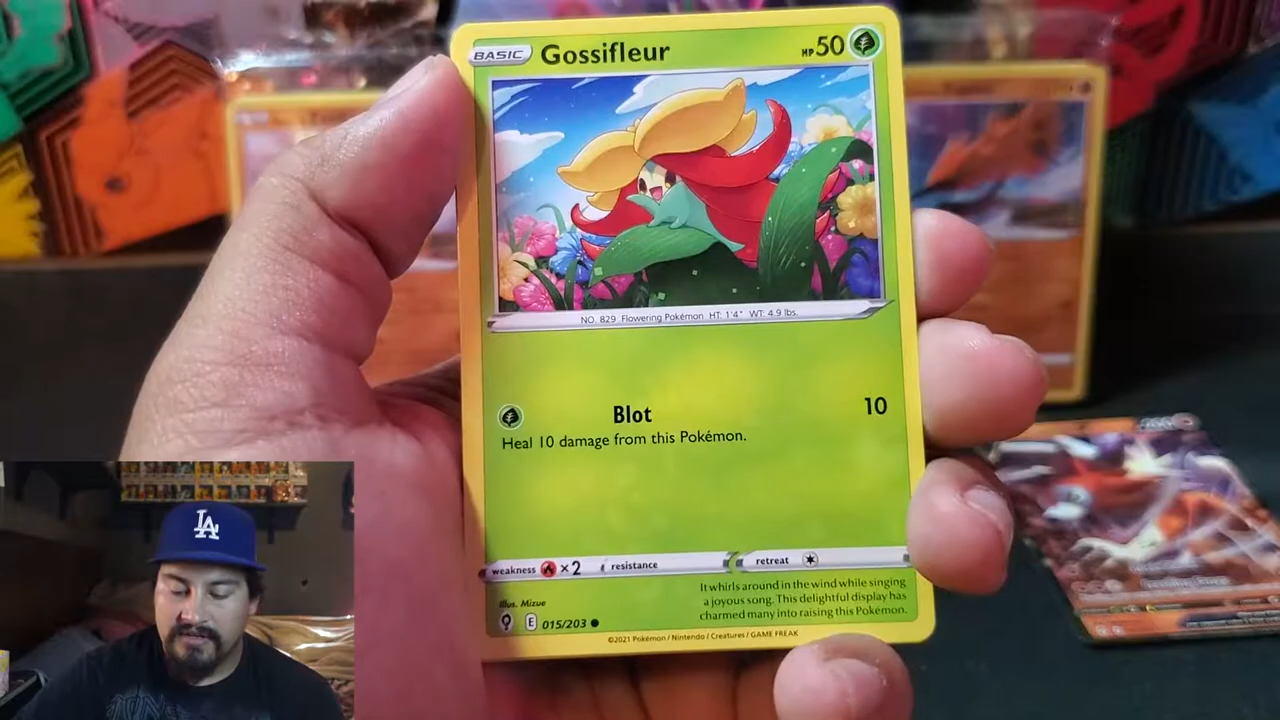 BASIC Gossifleur HP 50
NO. 829 Flowering Pokémon HT: 1'4" WT: 4.9 lbs.
Blot 10
Heal 10 damage from this Pokémon.
weakness ×2 resistance retreat
It whirls around in the wind while singing
a joyous song. This delightful display has
charmed many into raising this Pokémon.
Illus. Mizue
E 015/203
©2021 Pokémon / Nintendo / Creatures / GAME FREAK
LA